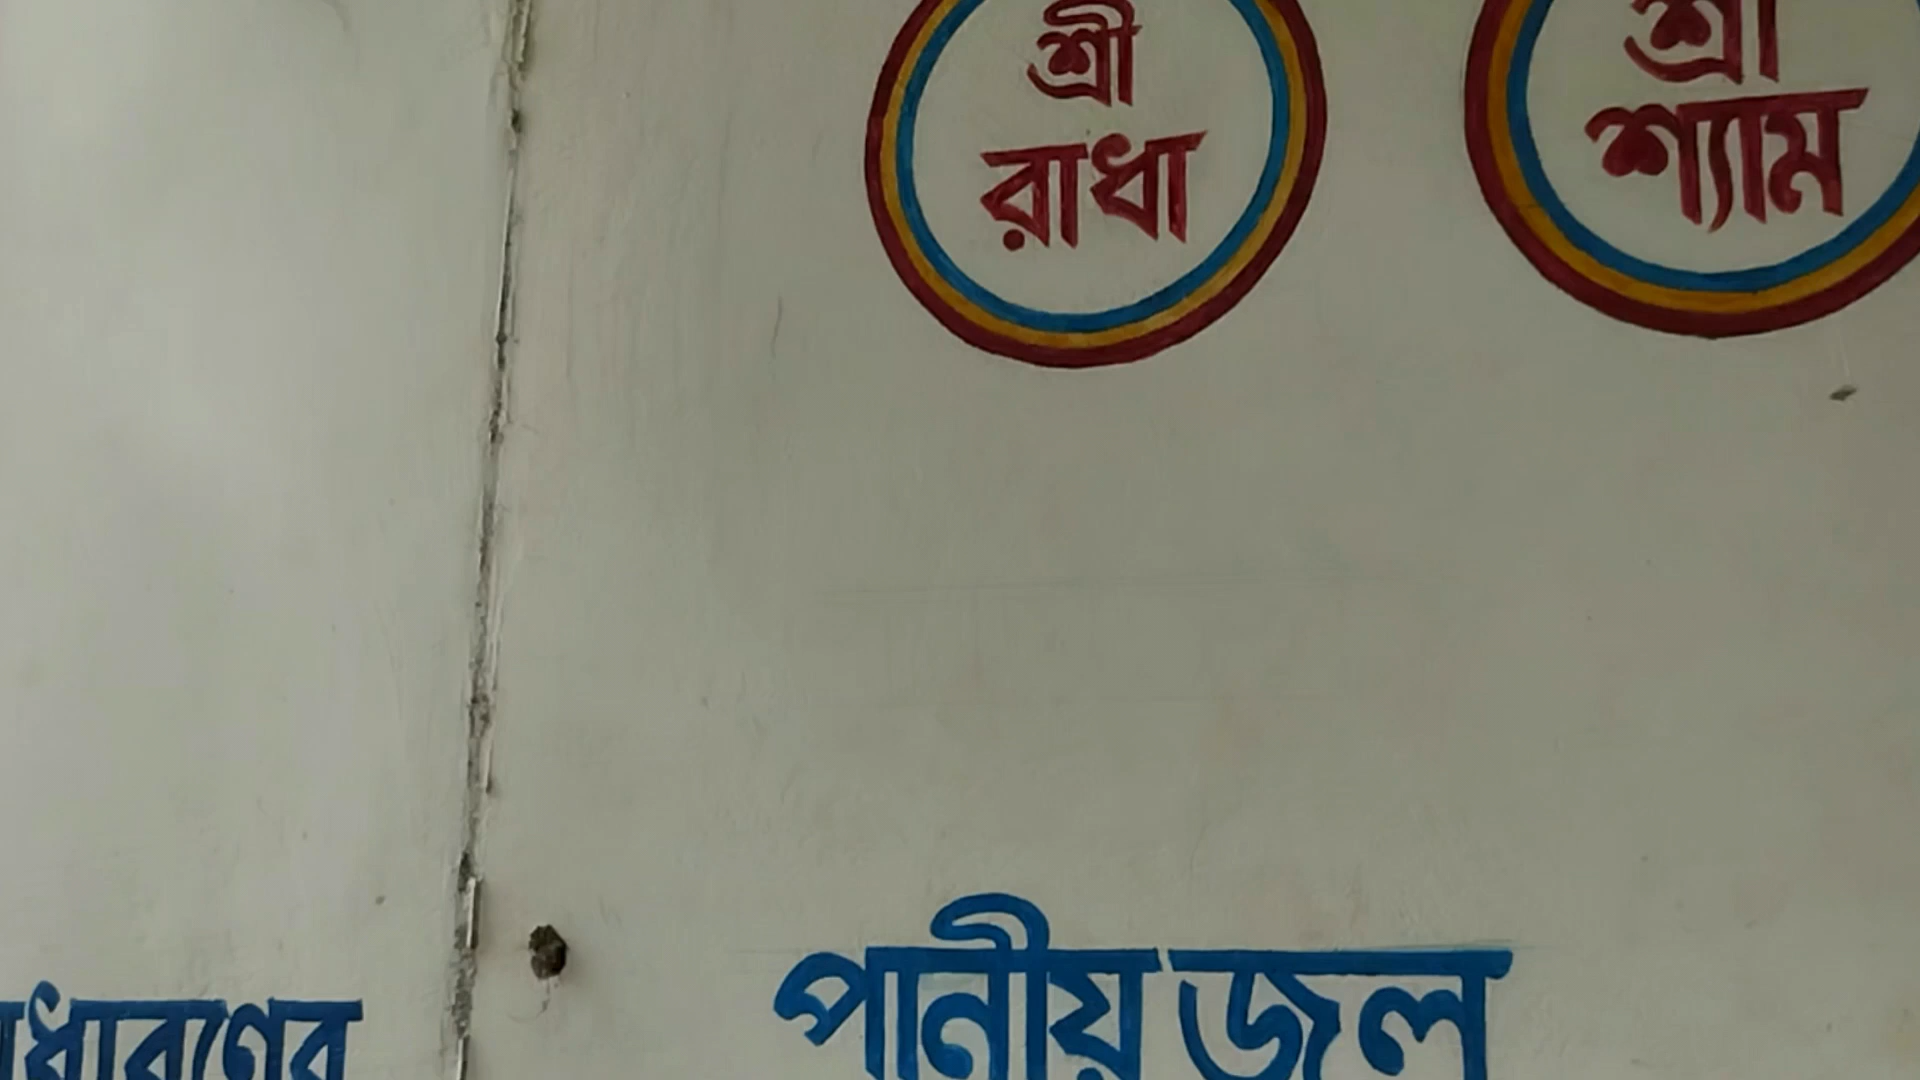 শ্রী
রাধা
শ্রী
শ্যাম
পানীয় জল